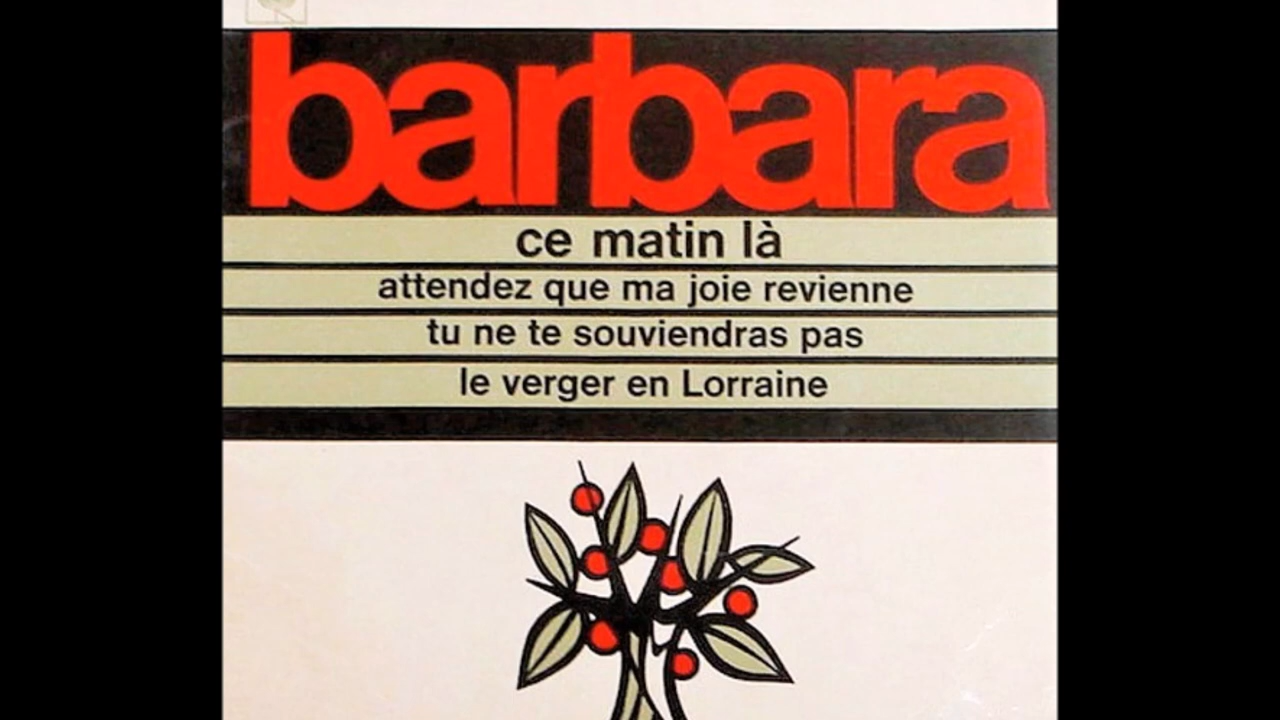 barbara
ce matin là
attendez que ma joie revienne
tu ne te souviendras pas
le verger en Lorraine